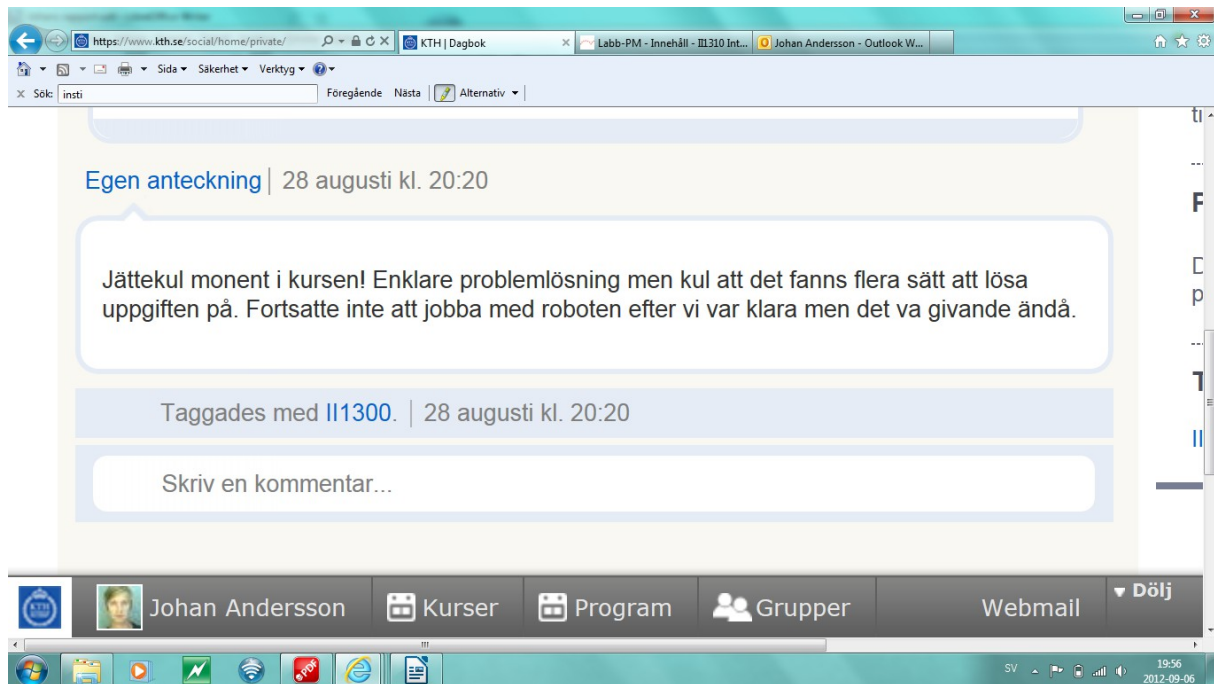 https://www.kth.se/social/home/private/
KTH | Dagbok
Labb-PM - Innehåll - II1310 Int...
Johan Andersson - Outlook W...
Sida Säkerhet Verktyg
Sök: insti Föregående Nästa Alternativ
ti
Egen anteckning | 28 augusti kl. 20:20
F
Jättekul monent i kursen! Enklare problemlösning men kul att det fanns flera sätt att lösa
uppgiften på. Fortsatte inte att jobba med roboten efter vi var klara men det va givande ändå.
D
p
---
T
Taggades med II1300. | 28 augusti kl. 20:20
II
Skriv en kommentar...
KTH Johan Andersson Kurser Program Grupper Webmail Dölj
PDF SV 19:56
2012-09-06